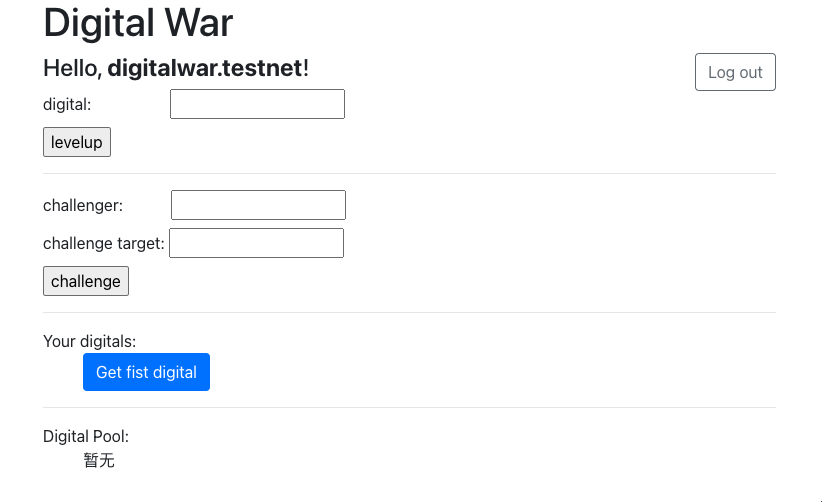 Digital War
Hello, digitalwar.testnet!
Log out
digital:
levelup
challenger:
challenge target:
challenge
Your digitals:
Get fist digital
Digital Pool:
暂无